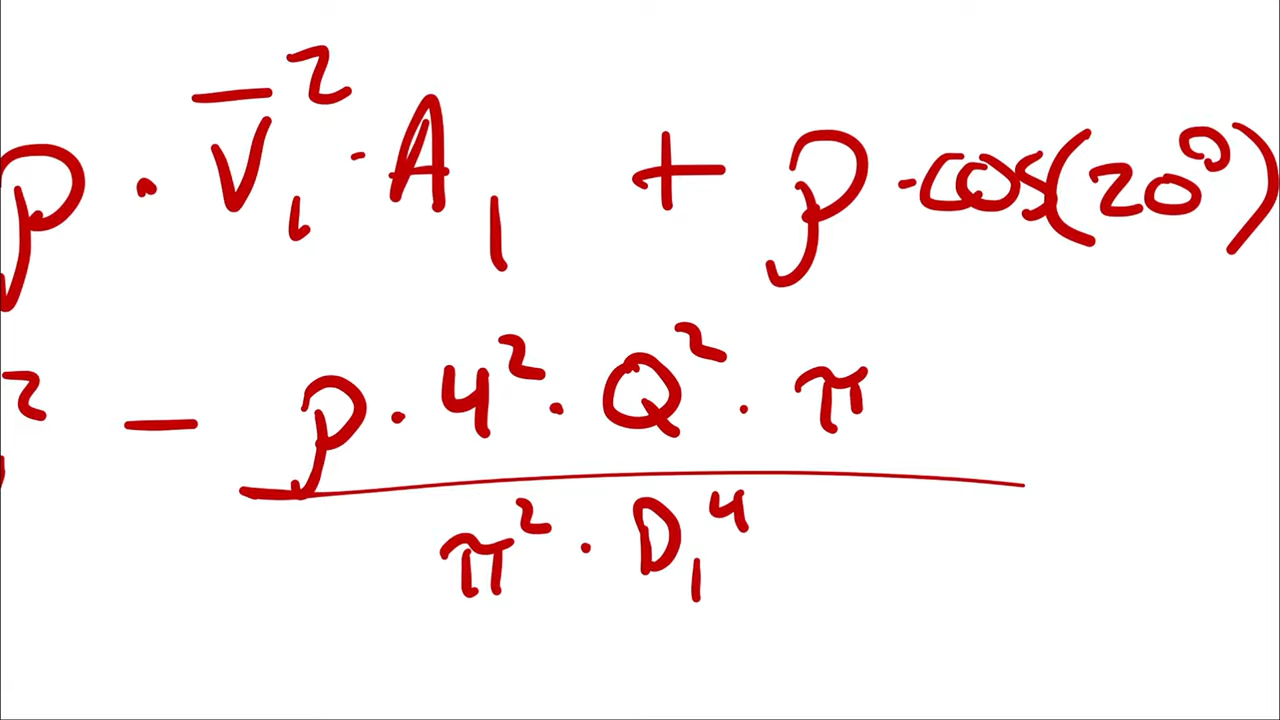 ρ · V̅₁² · A₁ + ρ · cos(20°)
² − (ρ · 4² · Q² · π) / (π² · D₁⁴)